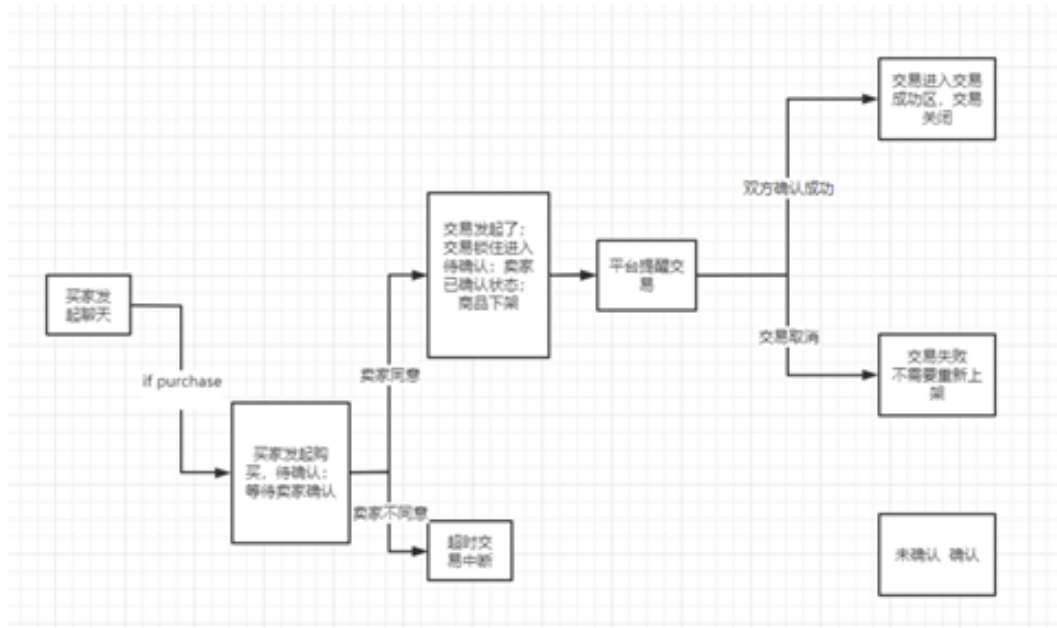 买家发
起聊天
if purchase
买家发起购
买，待确认；
等待卖家确认
卖家同意
卖家不同意
超时交
易中断
交易发起了；
交易锁住进入
待确认；卖家
已确认状态；
商品下架
平台提醒交
易
双方确认成功
交易取消
交易进入交易
成功区，交易
关闭
交易失败
不需要重新上
架
未确认 确认